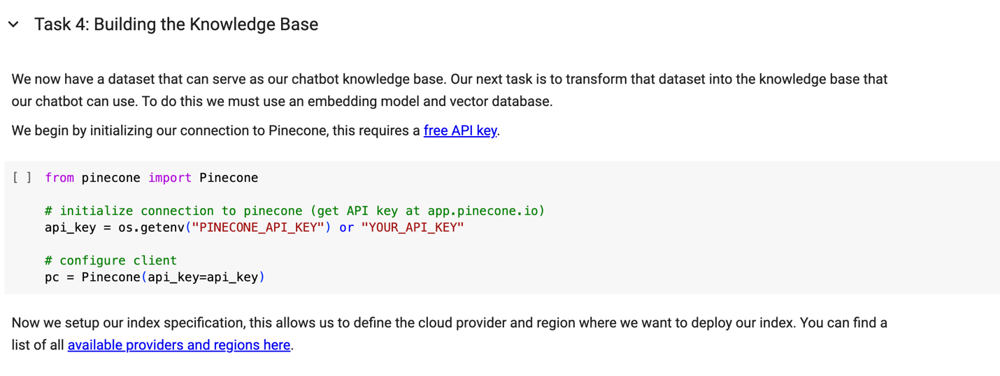 Task 4: Building the Knowledge Base
We now have a dataset that can serve as our chatbot knowledge base. Our next task is to transform that dataset into the knowledge base that
our chatbot can use. To do this we must use an embedding model and vector database.
We begin by initializing our connection to Pinecone, this requires a free API key.
[ ] from pinecone import Pinecone
# initialize connection to pinecone (get API key at app.pinecone.io)
api_key = os.getenv("PINECONE_API_KEY") or "YOUR_API_KEY"
# configure client
pc = Pinecone(api_key=api_key)
Now we setup our index specification, this allows us to define the cloud provider and region where we want to deploy our index. You can find a
list of all available providers and regions here.